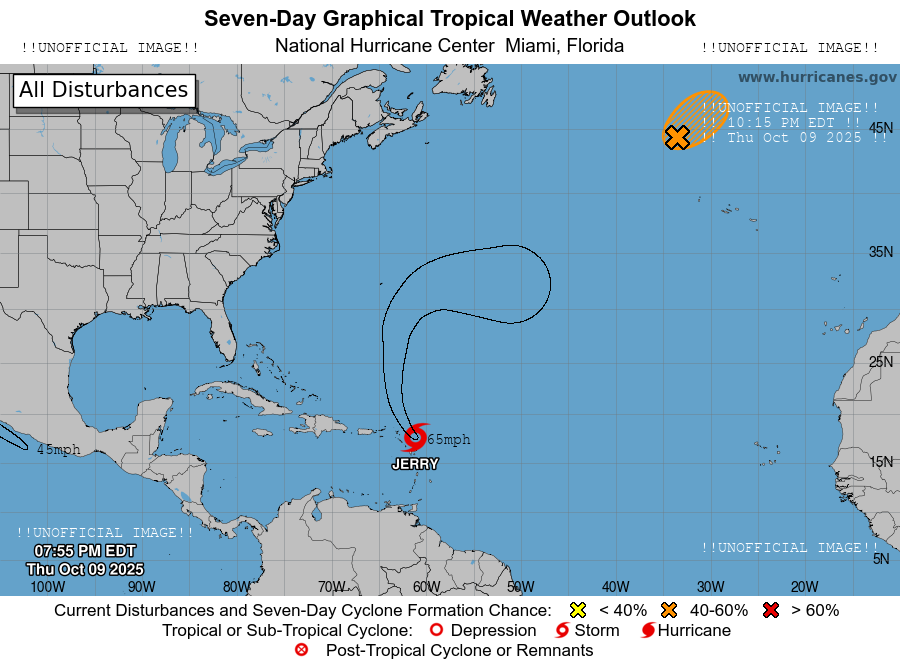 Seven-Day Graphical Tropical Weather Outlook
!!UNOFFICIAL IMAGE!! National Hurricane Center Miami, Florida !!UNOFFICIAL IMAGE!!
All Disturbances
www.hurricanes.gov
!!UNOFFICIAL IMAGE!!
!! 10:15 PM EDT !!
!! Thu Oct 09 2025 !!
45N
35N
25N
65mph
45mph
JERRY
15N
!!UNOFFICIAL IMAGE!!
!!UNOFFICIAL IMAGE!!
07:55 PM EDT
5N
Thu Oct 09 2025
100W 90W 80W 70W 60W 50W 40W 30W 20W
Current Disturbances and Seven-Day Cyclone Formation Chance: < 40% 40-60% > 60%
Tropical or Sub-Tropical Cyclone: Depression Storm Hurricane
Post-Tropical Cyclone or Remnants